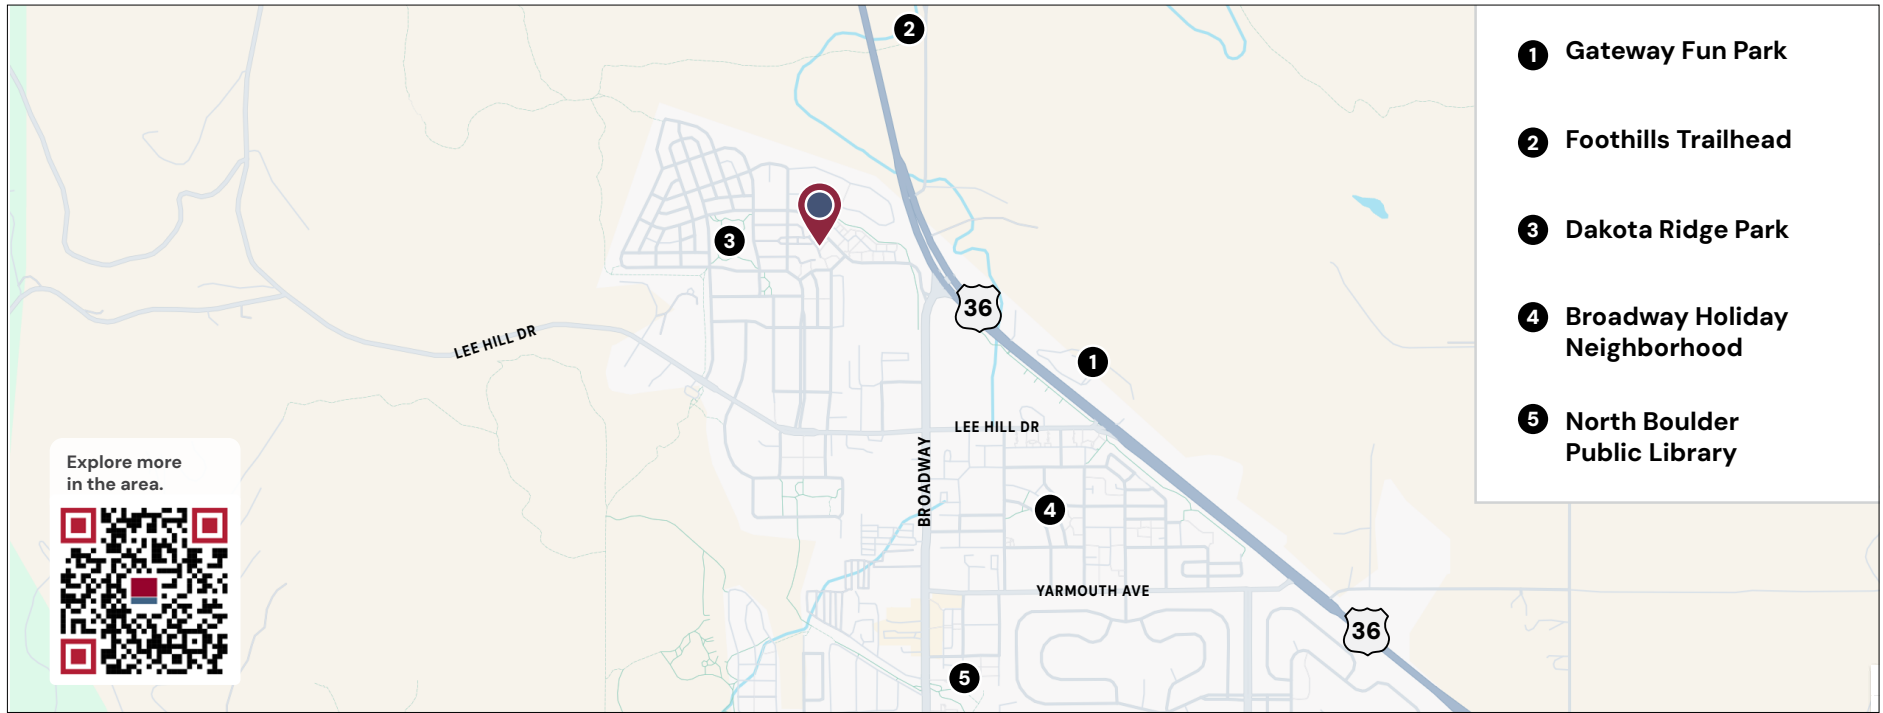 2
1 Gateway Fun Park
2 Foothills Trailhead
3
3 Dakota Ridge Park
36
4 Broadway Holiday
Neighborhood
LEE HILL DR
1
5 North Boulder
Public Library
LEE HILL DR
Explore more
in the area.
BROADWAY
4
YARMOUTH AVE
36
5